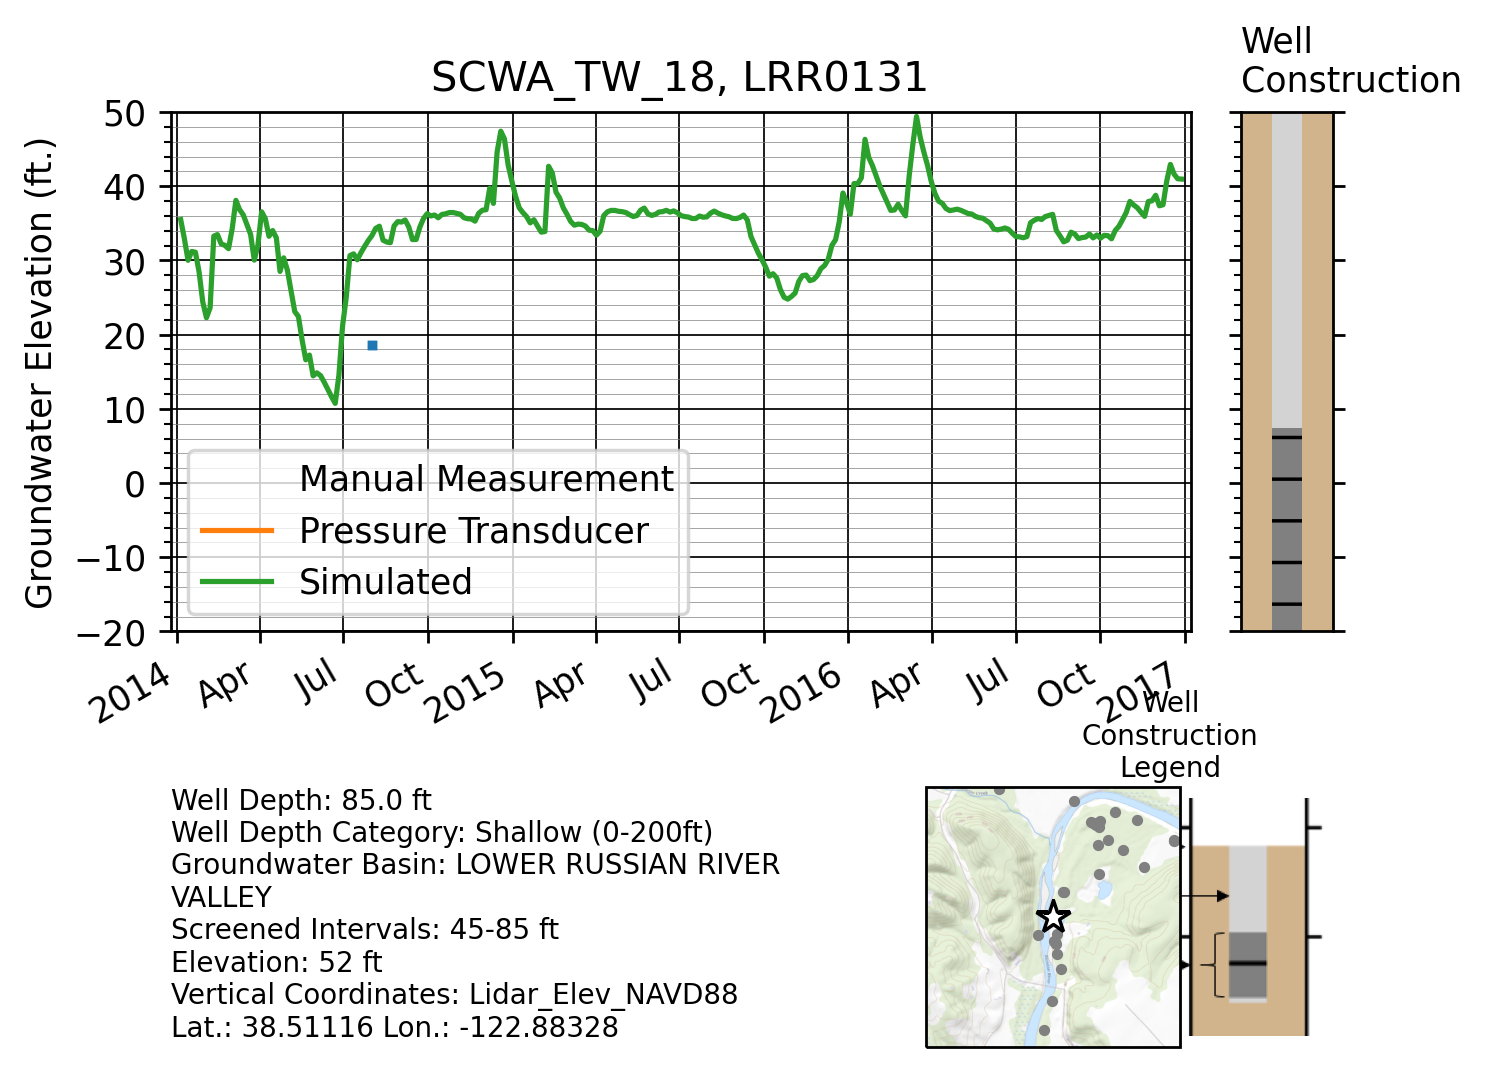 Well
Construction
SCWA_TW_18, LRR0131
Groundwater Elevation (ft.)
50
40
30
20
10
0
−10
−20
Manual Measurement
Pressure Transducer
Simulated
2014
Apr
Jul
Oct
2015
Apr
Jul
Oct
2016
Apr
Jul
Oct
2017
Well
Construction
Legend
Well Depth: 85.0 ft
Well Depth Category: Shallow (0-200ft)
Groundwater Basin: LOWER RUSSIAN RIVER
VALLEY
Screened Intervals: 45-85 ft
Elevation: 52 ft
Vertical Coordinates: Lidar_Elev_NAVD88
Lat.: 38.51116 Lon.: -122.88328